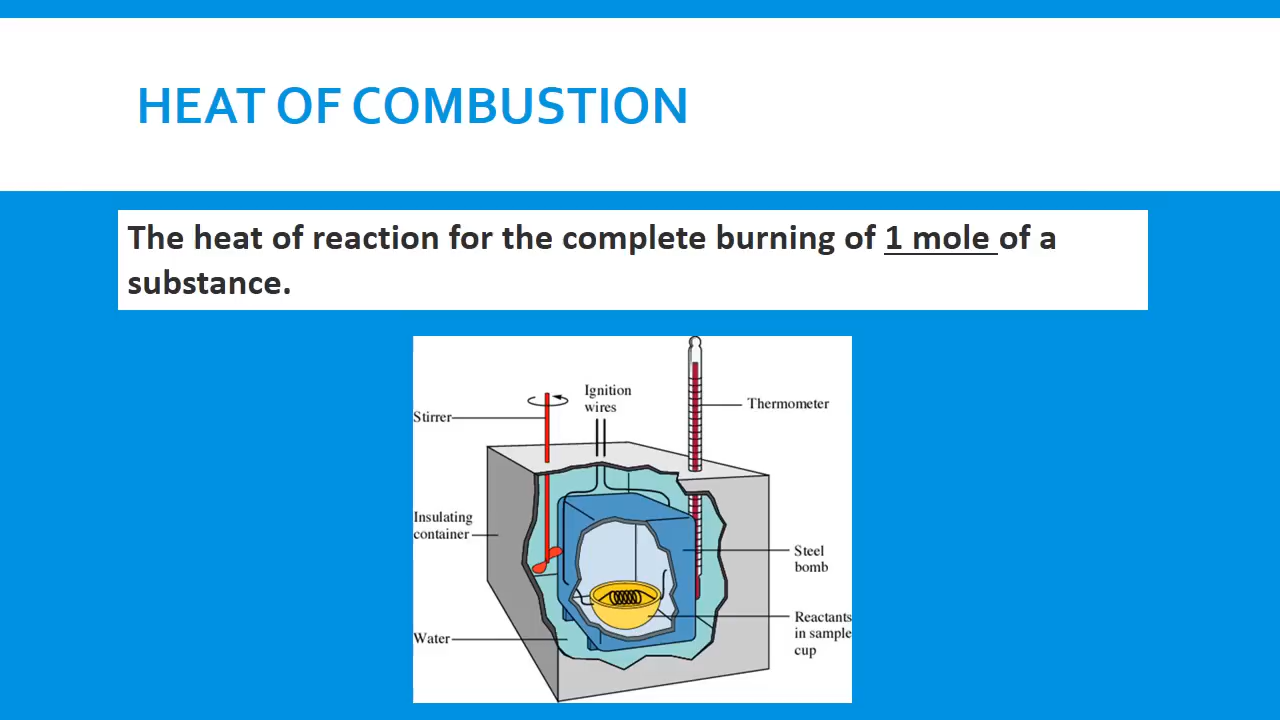 HEAT OF COMBUSTION
The heat of reaction for the complete burning of 1 mole of a
substance.
Ignition
wires
Thermometer
Stirrer
Insulating
container
Steel
bomb
Reactants
in sample
cup
Water